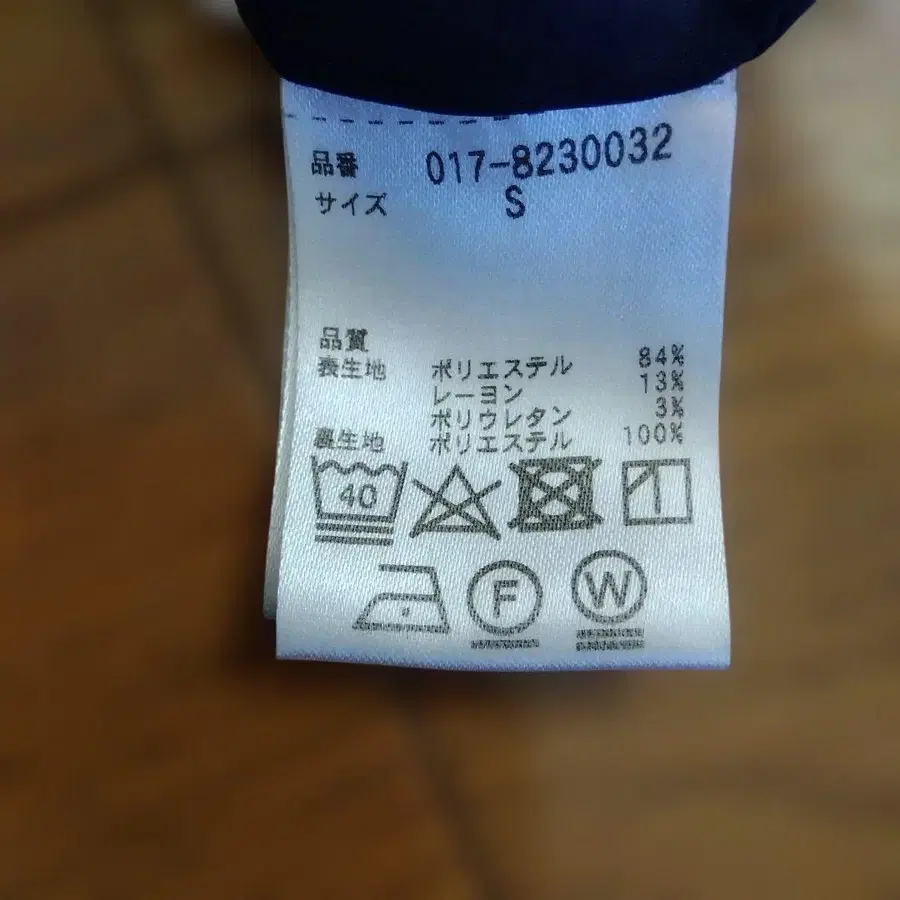 品番 017-8230032
サイズ S
品質
表生地 ポリエステル 84%
レーヨン 13%
ポリウレタン 3%
裏生地 ポリエステル 100%
40
F W